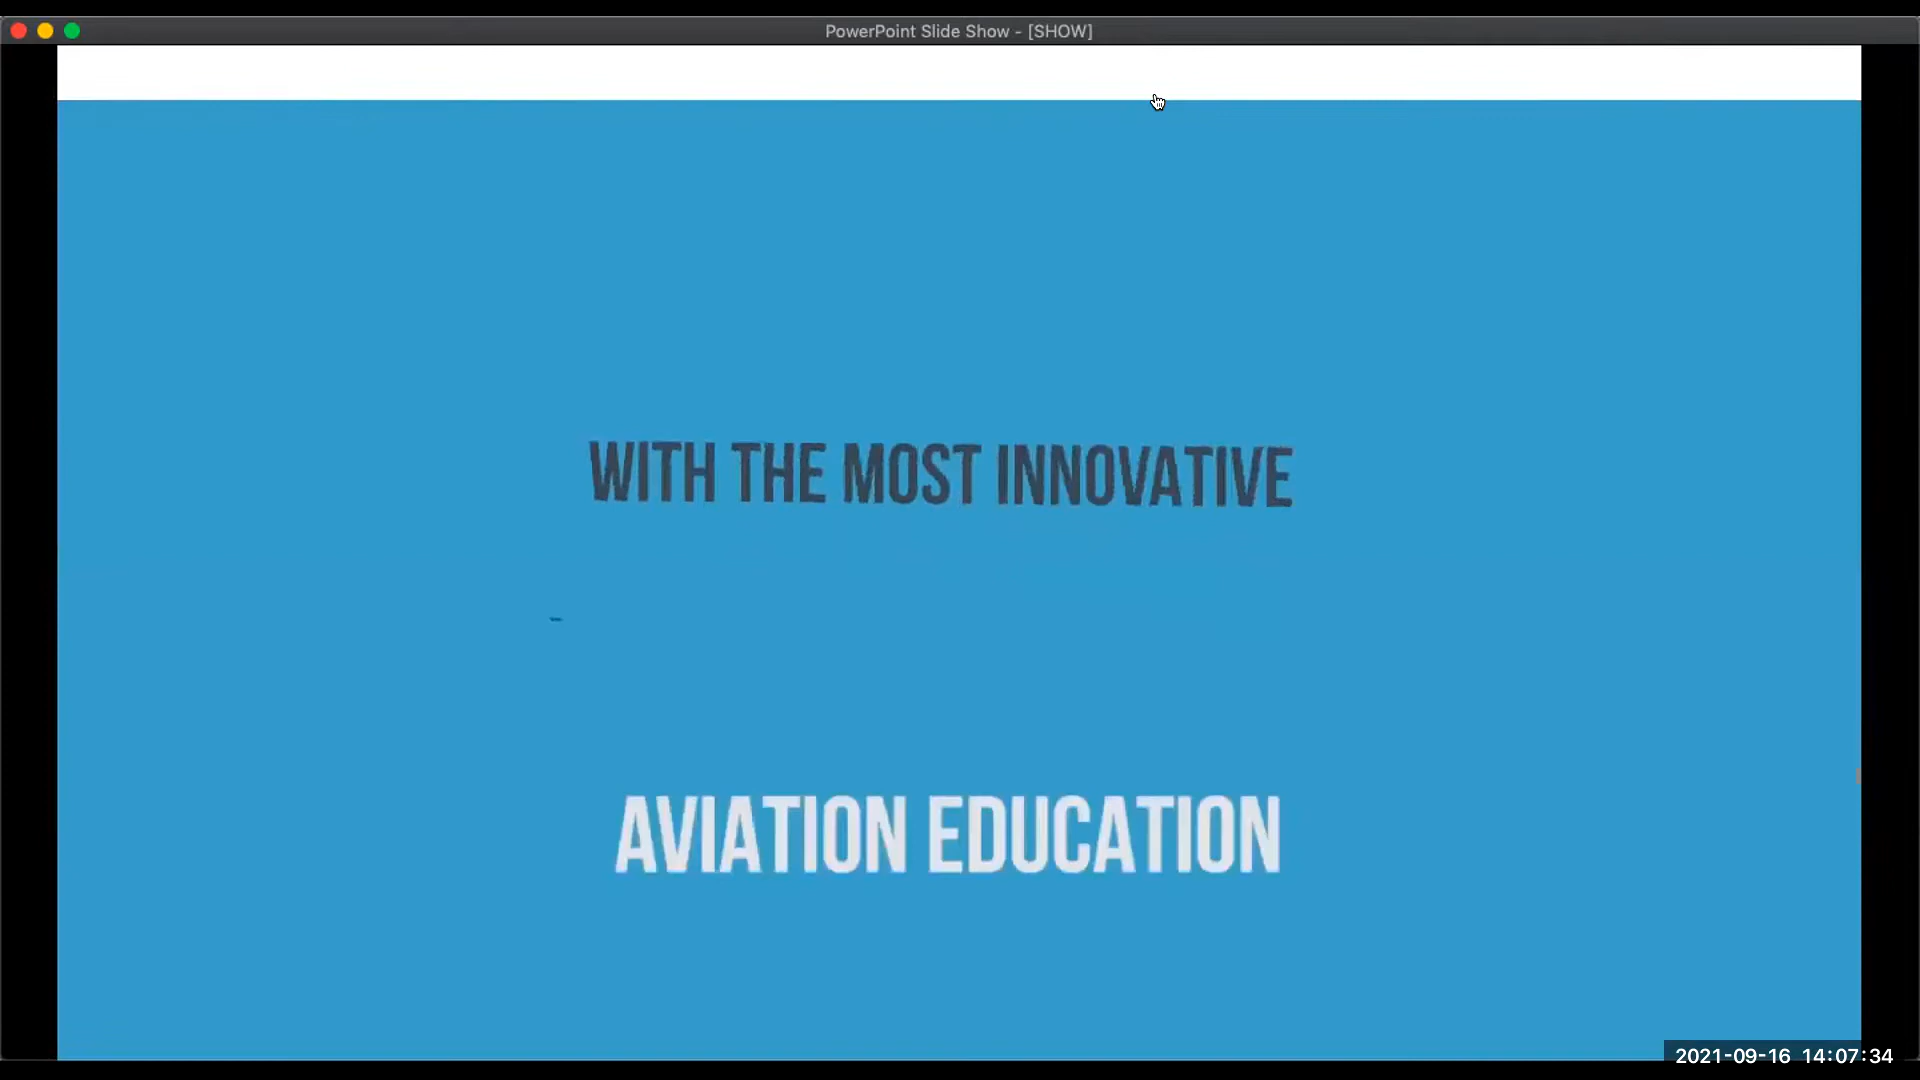 PowerPoint Slide Show - [SHOW]
WITH THE MOST INNOVATIVE
AVIATION EDUCATION
2021-09-16 14:07:34